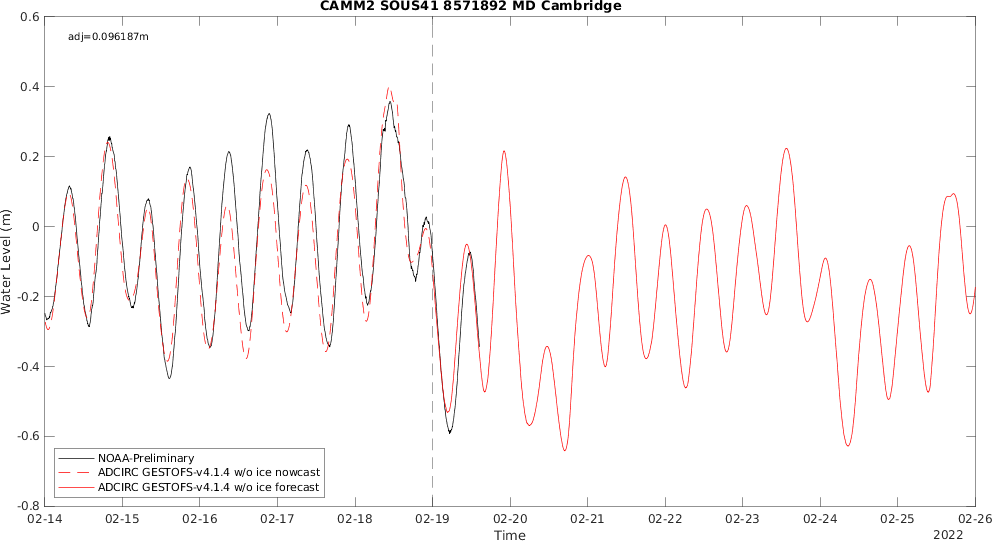 CAMM2 SOUS41 8571892 MD Cambridge
adj=0.096187m
0.6
0.4
0.2
0
-0.2
-0.4
-0.6
-0.8
Water Level (m)
NOAA-Preliminary
ADCIRC GESTOFS-v4.1.4 w/o ice nowcast
ADCIRC GESTOFS-v4.1.4 w/o ice forecast
02-14 02-15 02-16 02-17 02-18 02-19 02-20 02-21 02-22 02-23 02-24 02-25 02-26
Time
2022